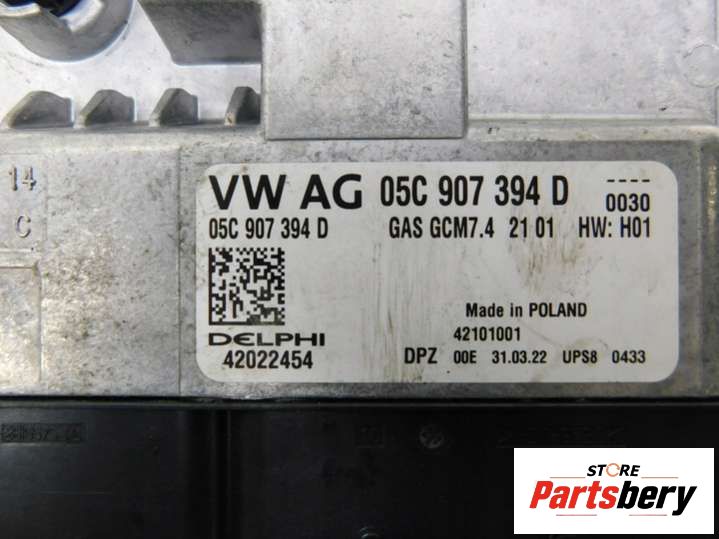 14
C
VW AG 05C 907 394 D ---- 0030
05C 907 394 D GAS GCM7.4 21 01 HW: H01
Made in POLAND
DELPHI 42101001
42022454 DPZ 00E 31.03.22 UPS8 0433
STORE
Partsbery